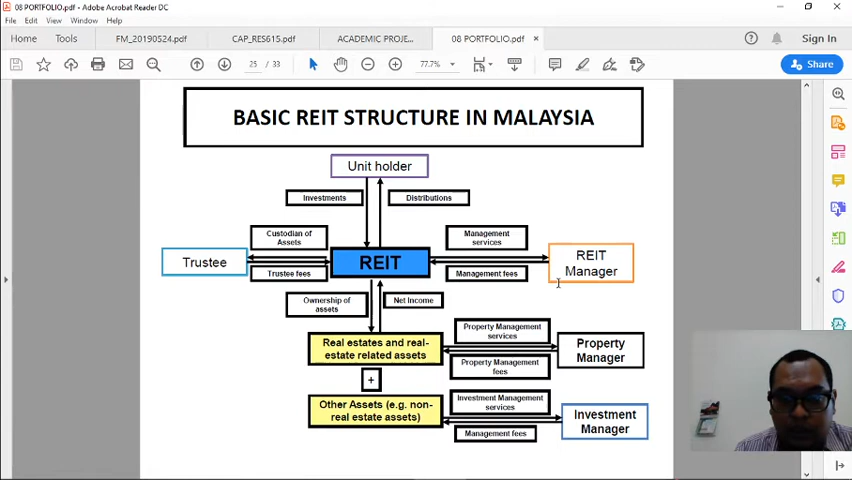 08 PORTFOLIO.pdf - Adobe Acrobat Reader DC
File Edit View Window Help
Home Tools FM_20190524.pdf CAP_RES615.pdf ACADEMIC PROJE... 08 PORTFOLIO.pdf × Sign In
25 / 33 77.7% Share
BASIC REIT STRUCTURE IN MALAYSIA
Unit holder
Investments Distributions
Custodian of
Assets
Management
services
Trustee
REIT
REIT
Manager
Trustee fees Management fees
Ownership of
assets
Net Income
Real estates and real-
estate related assets
Property Management
services
Property
Manager
Property Management
fees
+
Other Assets (e.g. non-
real estate assets)
Investment Management
services
Investment
Manager
Management fees